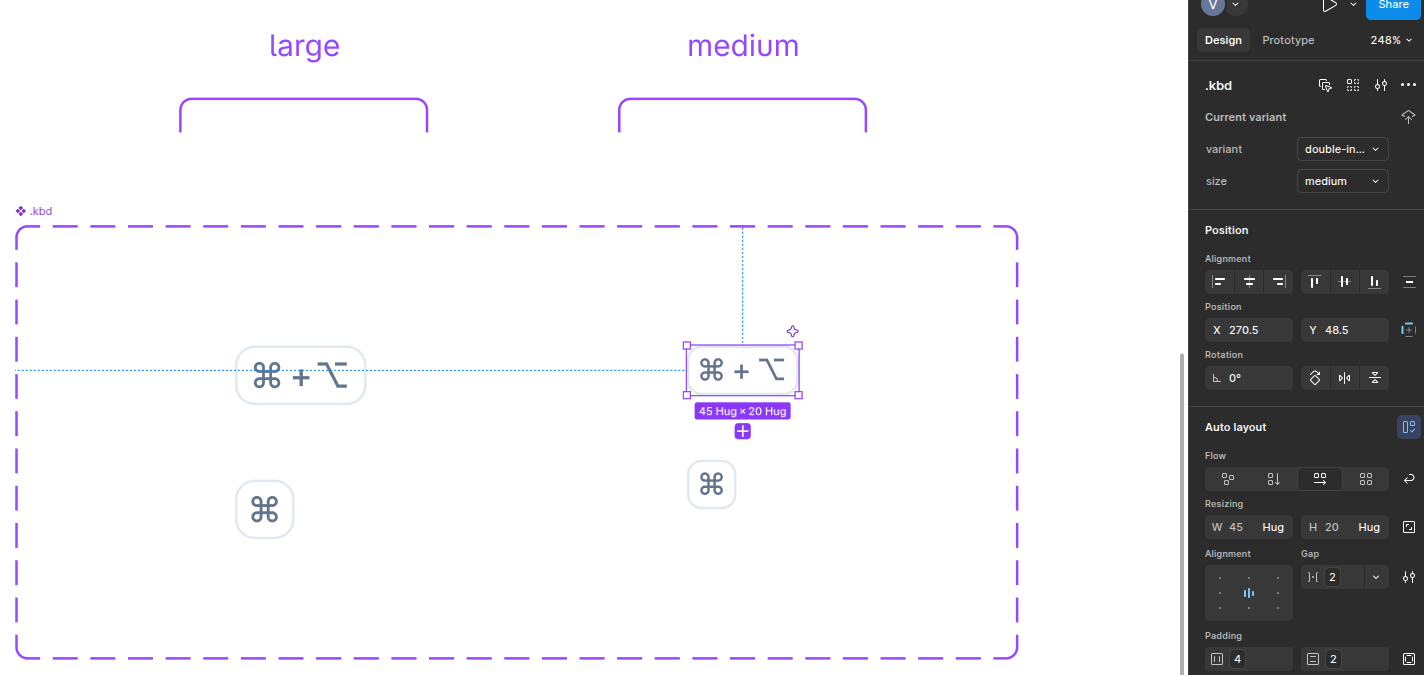 large
medium
.kbd
⌘ + ⌥
⌘ + ⌥
45 Hug × 20 Hug
⌘
⌘
V
Share
Design
Prototype
248%
.kbd
Current variant
variant
double-in...
size
medium
Position
Alignment
Position
X 270.5
Y 48.5
Rotation
0°
Auto layout
Flow
Resizing
W 45 Hug
H 20 Hug
Alignment
Gap
2
Padding
4
2